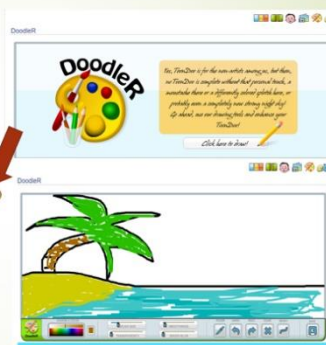 DoodleR
DoodleR
Yes, ToonDoo is for the non-artists among us, but then,
no ToonDoo is complete without that personal touch, a
moustache there or a differently colored splotch here, or
probably even a completely new starry night sky!
Go ahead, use our drawing tools and enhance your
ToonDoo!
Click here to draw!
DoodleR